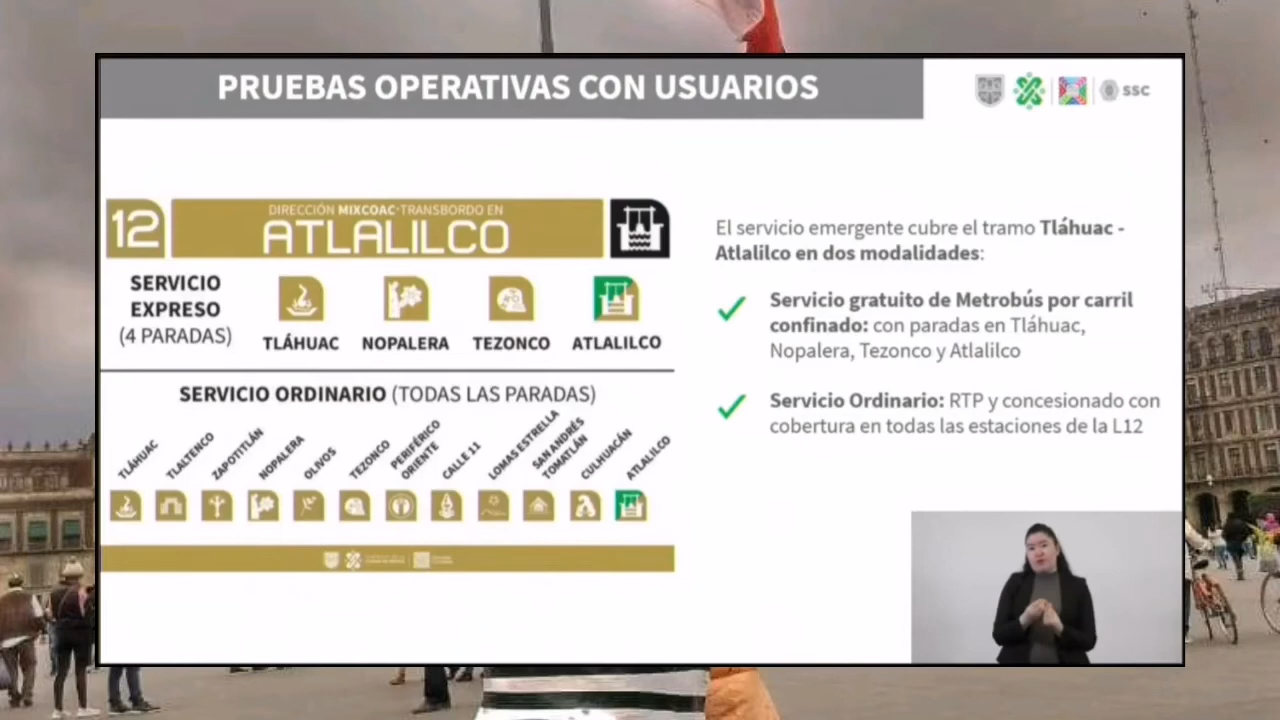 PRUEBAS OPERATIVAS CON USUARIOS
SSC
12
DIRECCIÓN MIXCOAC-TRANSBORDO EN
ATLALILCO
SERVICIO
EXPRESO
(4 PARADAS)
TLÁHUAC
NOPALERA
TEZONCO
ATLALILCO
SERVICIO ORDINARIO (TODAS LAS PARADAS)
TLÁHUAC
TLALTENCO
ZAPOTITLÁN
NOPALERA
OLIVOS
TEZONCO
PERIFÉRICO
ORIENTE
CALLE 11
LOMAS ESTRELLA
SAN ANDRÉS
TOMATLÁN
CULHUACÁN
ATLALILCO
El servicio emergente cubre el tramo Tláhuac -
Atlalilco en dos modalidades:
Servicio gratuito de Metrobús por carril
confinado: con paradas en Tláhuac,
Nopalera, Tezonco y Atlalilco
Servicio Ordinario: RTP y concesionado con
cobertura en todas las estaciones de la L12